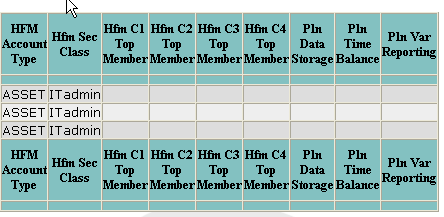 HFM Account Type Hfm Sec Class Hfm C1 Top Member Hfm C2 Top Member Hfm C3 Top Member Hfm C4 Top Member Pln Data Storage Pln Time Balance Pln Var Reporting
ASSET ITadmin
ASSET ITadmin
ASSET ITadmin
HFM Account Type Hfm Sec Class Hfm C1 Top Member Hfm C2 Top Member Hfm C3 Top Member Hfm C4 Top Member Pln Data Storage Pln Time Balance Pln Var Reporting